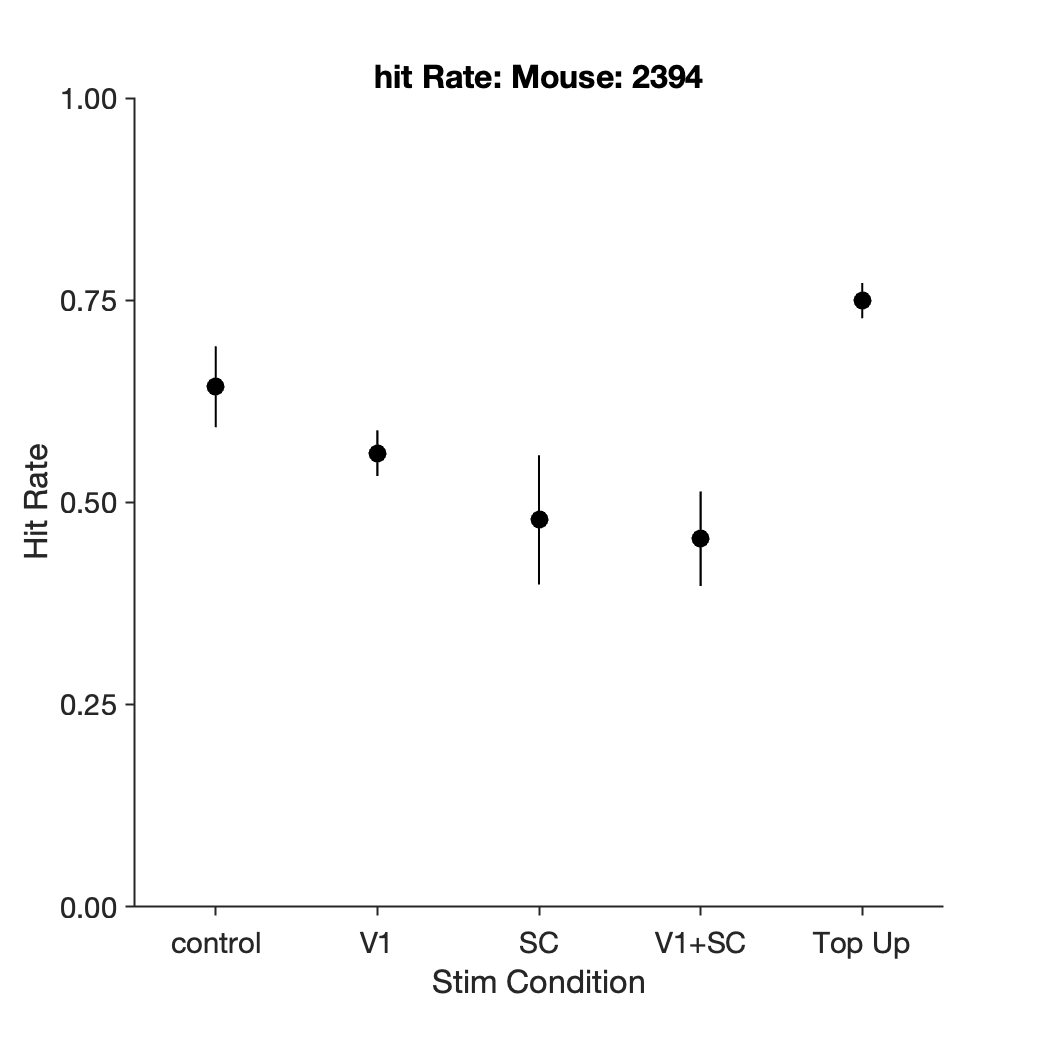 hit Rate: Mouse: 2394
1.00
0.75
0.50
0.25
0.00
Hit Rate
control V1 SC V1+SC Top Up
Stim Condition